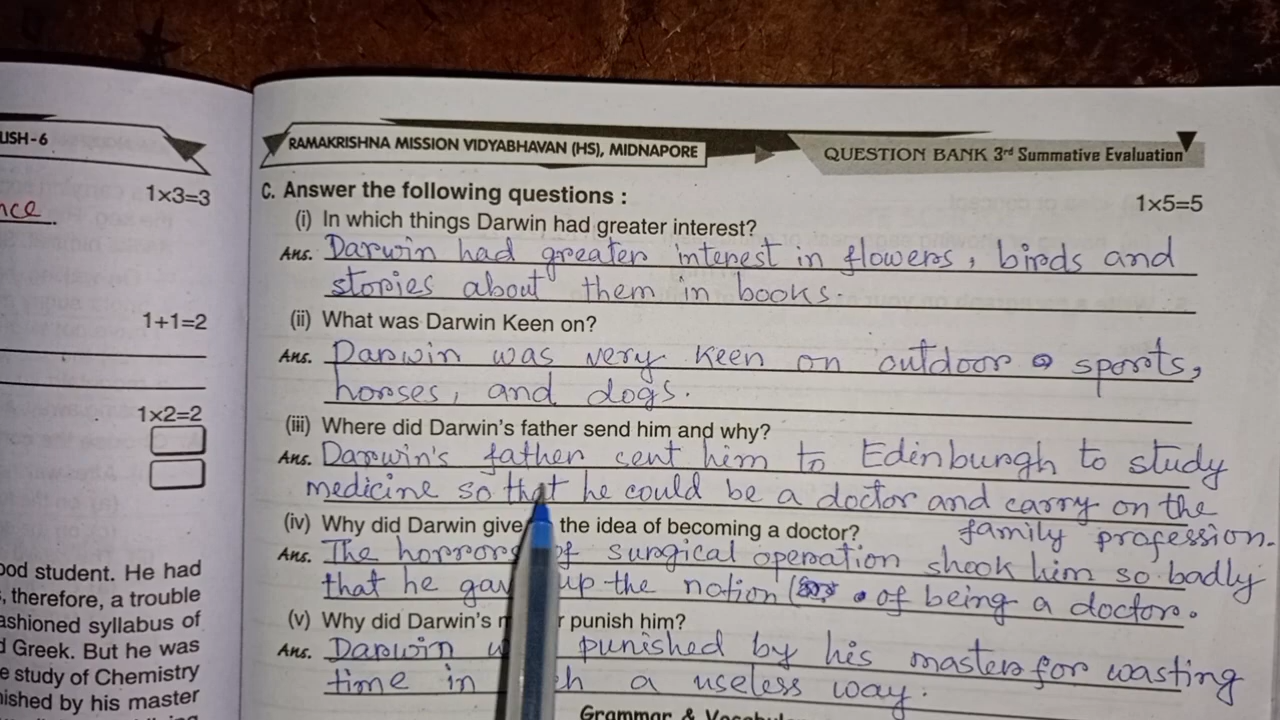 USH-6
1×3=3
nce
1+1=2
1×2=2
ood student. He had
, therefore, a trouble
ashioned syllabus of
d Greek. But he was
e study of Chemistry
nished by his master
RAMAKRISHNA MISSION VIDYABHAVAN (HS), MIDNAPORE
QUESTION BANK 3rd Summative Evaluation
C. Answer the following questions : 1×5=5
(i) In which things Darwin had greater interest?
Ans. Darwin had greater interest in flowers, birds and
stories about them in books.
(ii) What was Darwin Keen on?
Ans. Darwin was very keen on outdoor sports,
horses, and dogs.
(iii) Where did Darwin's father send him and why?
Ans. Darwin's father sent him to Edinburgh to study
medicine so that he could be a doctor and carry on the
family profession.
(iv) Why did Darwin give the idea of becoming a doctor?
Ans. The horrors of surgical operation shook him so badly
that he gav up the notion of being a doctor.
(v) Why did Darwin's r punish him?
Ans. Darwin w punished by his masters for wasting
time in ch a useless way.
Grammar & Vocabul